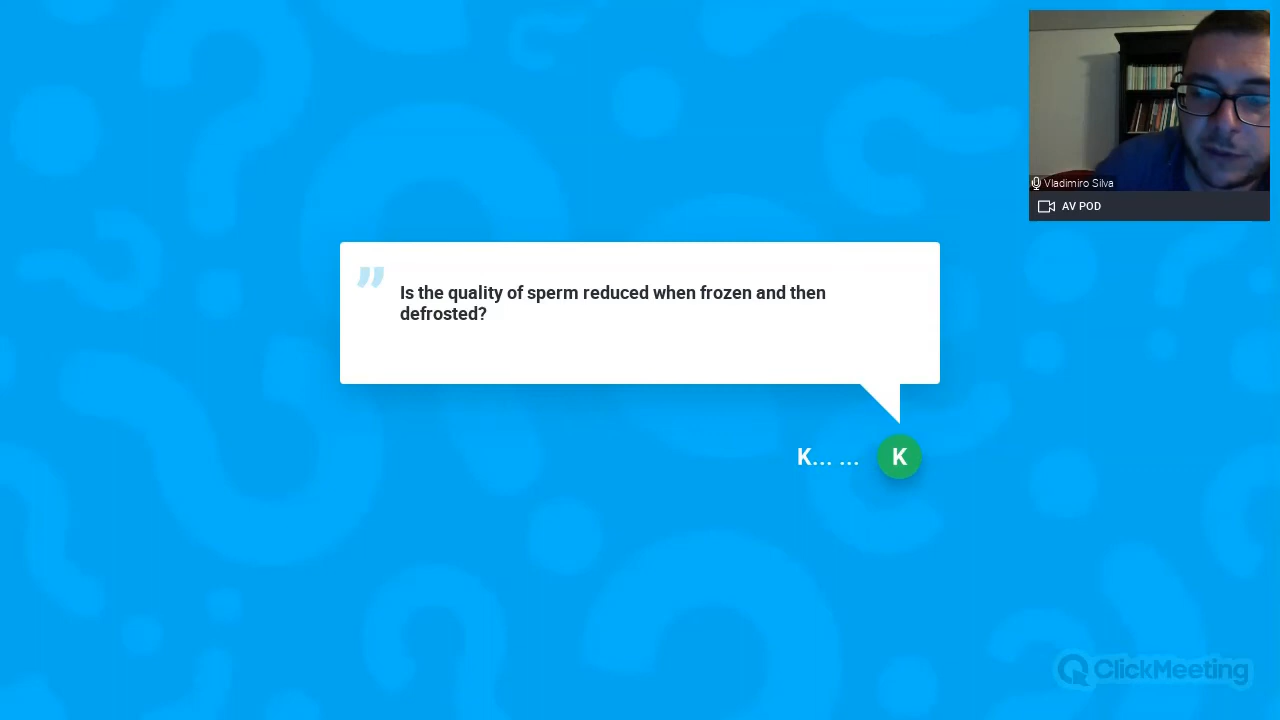 Vladimiro Silva
AV POD
”
Is the quality of sperm reduced when frozen and then
defrosted?
K... ...
K
ClickMeeting